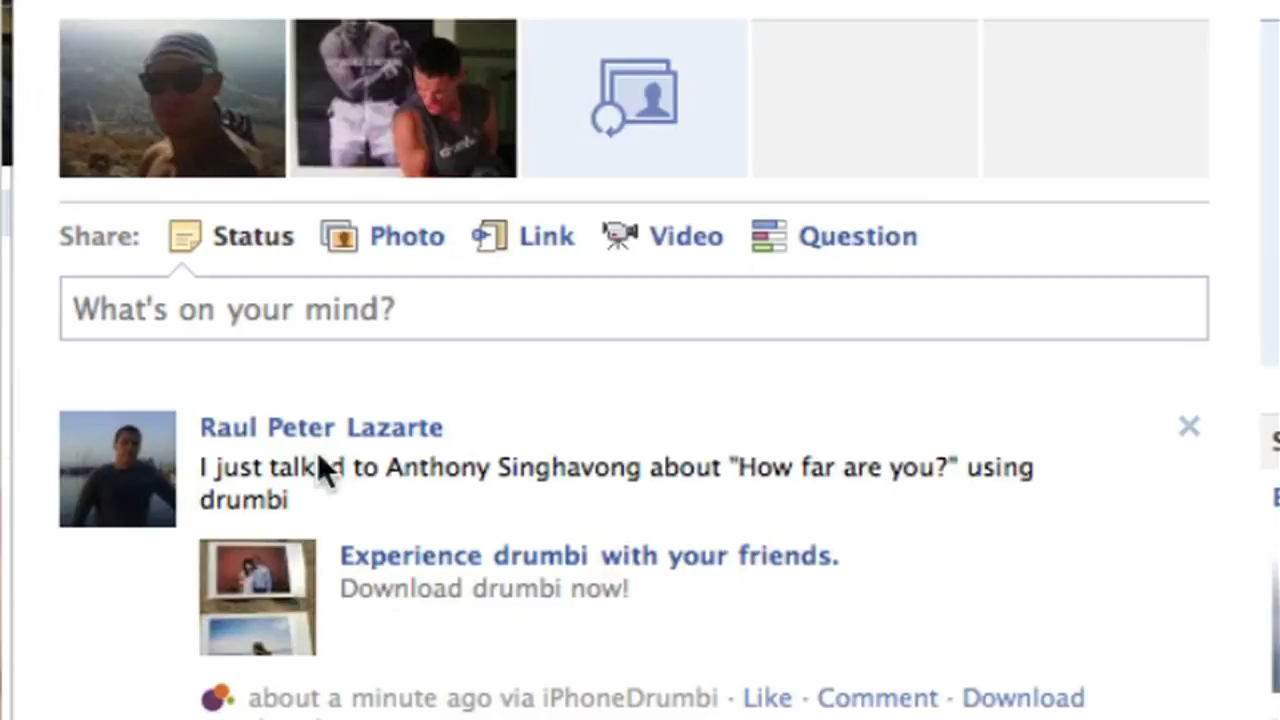 Share: Status Photo Link Video Question
What's on your mind?
Raul Peter Lazarte
I just talked to Anthony Singhavong about "How far are you?" using
drumbi
Experience drumbi with your friends.
Download drumbi now!
about a minute ago via iPhoneDrumbi · Like · Comment · Download